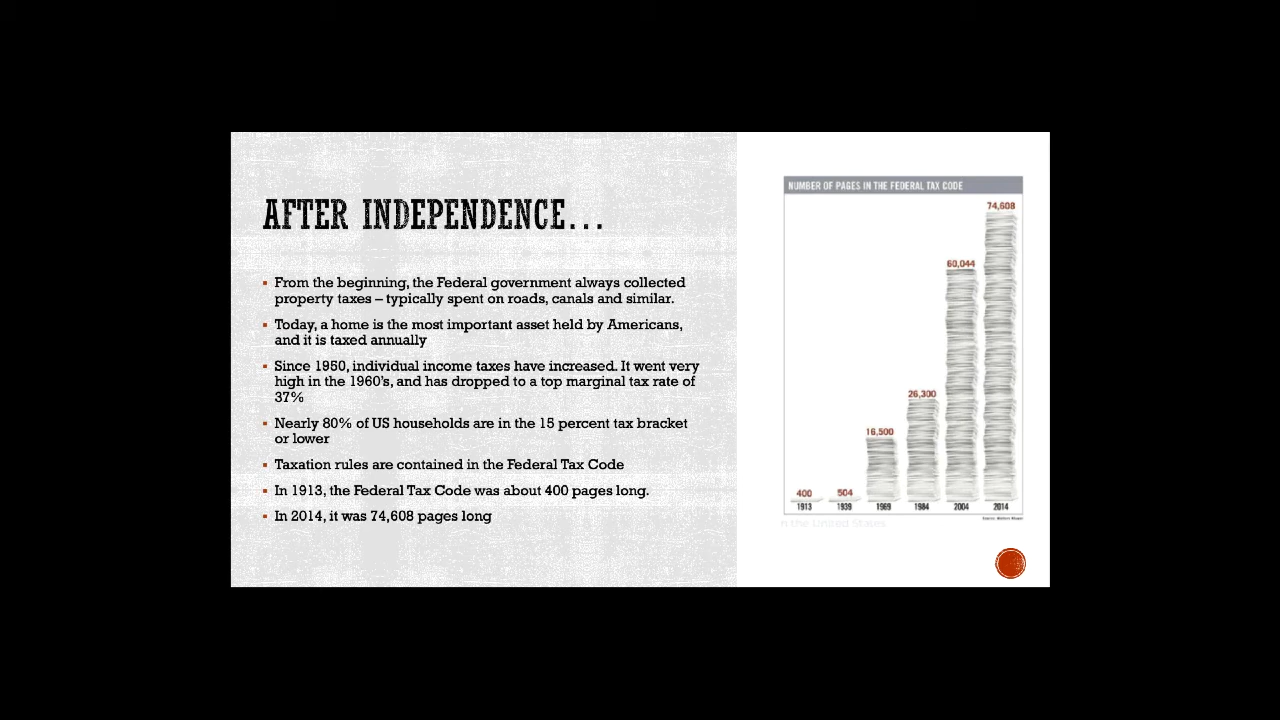 AFTER INDEPENDENCE...
▪ From the beginning, the Federal government always collected
property taxes – typically spent on roads, canals and similar.
▪ Today, a home is the most important asset held by Americans,
and it is taxed annually
▪ Since 1950, individual income taxes have increased. It went very
high in the 1960's, and has dropped to a top marginal tax rate of
37%
▪ Nearly 80% of US households are in the 15 percent tax bracket
or lower
▪ Taxation rules are contained in the Federal Tax Code
▪ In 1913, the Federal Tax Code was about 400 pages long.
▪ In 2014, it was 74,608 pages long
NUMBER OF PAGES IN THE FEDERAL TAX CODE
74,608
60,044
26,300
16,500
400
504
1913 1939 1969 1984 2004 2014
n the United States